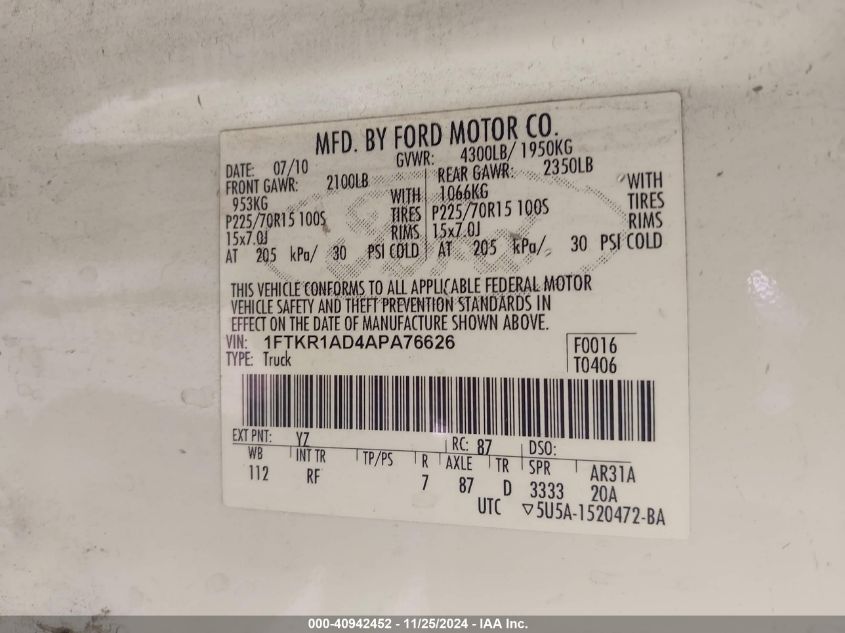 MFD. BY FORD MOTOR CO.
DATE: 07/10 GVWR: 4300LB/ 1950KG
FRONT GAWR: 2100LB REAR GAWR: 2350LB
953KG WITH 1066KG WITH
P225/70R15 100S TIRES P225/70R15 100S TIRES
15x7.0J RIMS 15x7.0J RIMS
AT 205 kPa/ 30 PSI COLD AT 205 kPa/ 30 PSI COLD
THIS VEHICLE CONFORMS TO ALL APPLICABLE FEDERAL MOTOR
VEHICLE SAFETY AND THEFT PREVENTION STANDARDS IN
EFFECT ON THE DATE OF MANUFACTURE SHOWN ABOVE.
VIN: 1FTKR1AD4APA76626 F0016
TYPE: Truck T0406
EXT PNT: YZ RC: 87 DSO:
WB INT TR TP/PS R AXLE TR SPR AR31A
112 RF 7 87 D 3333 20A
UTC ▽5U5A-1520472-BA
000-40942452 - 11/25/2024 - IAA Inc.